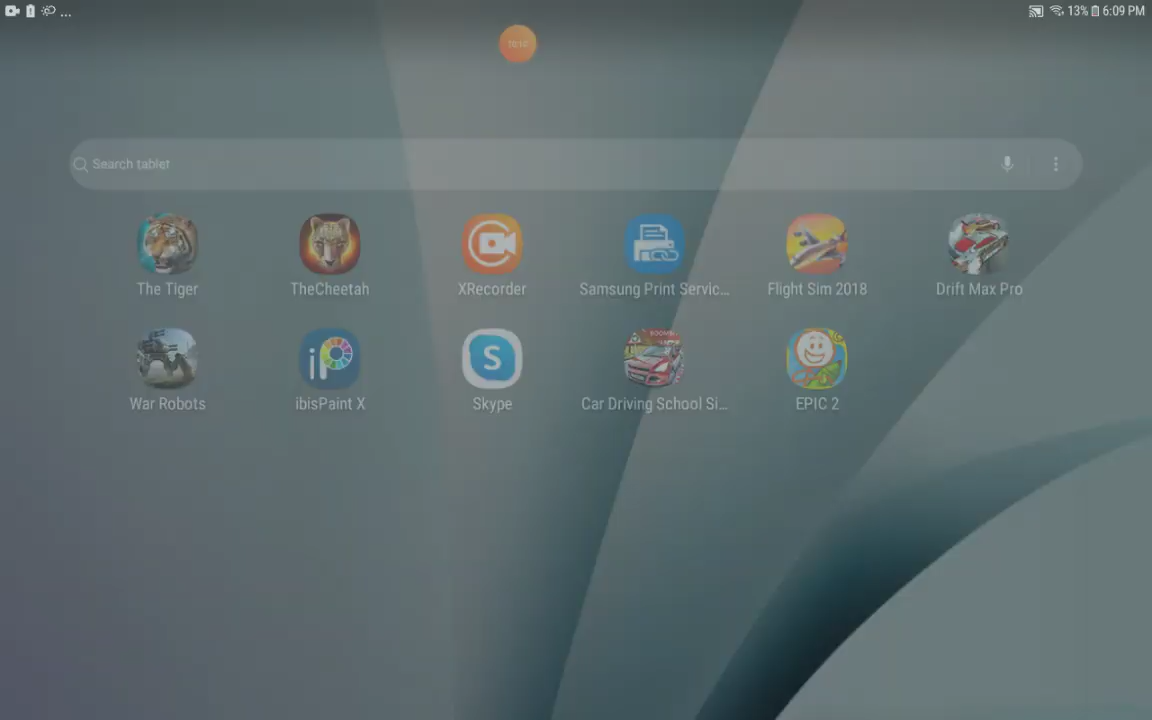 13% 6:09 PM
Search tablet
The Tiger
TheCheetah
XRecorder
Samsung Print Servic...
Flight Sim 2018
Drift Max Pro
War Robots
ibisPaint X
Skype
Car Driving School Si...
EPIC 2